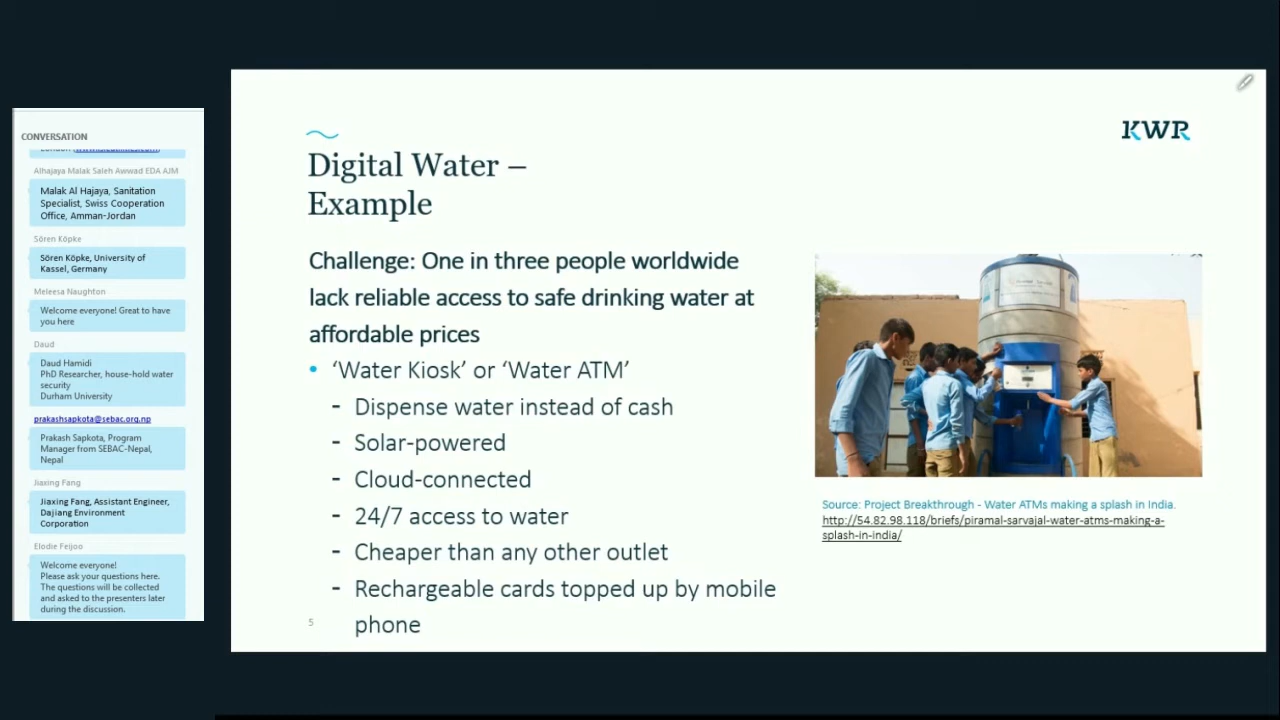 CONVERSATION
Alhajaya Malak Saleh Awwad EDA AJM
Malak Al Hajaya, Sanitation
Specialist, Swiss Cooperation
Office, Amman-Jordan
Sören Köpke
Sören Köpke, University of
Kassel, Germany
Meleesa Naughton
Welcome everyone! Great to have
you here
Daud
Daud Hamidi
PhD Researcher, house-hold water
security
Durham University
prakashsapkota@sebac.org.np
Prakash Sapkota, Program
Manager from SEBAC-Nepal,
Nepal
Jiaxing Fang
Jiaxing Fang, Assistant Engineer,
Dajiang Environment
Corporation
Elodie Feijoo
Welcome everyone!
Please ask your questions here.
The questions will be collected
and asked to the presenters later
during the discussion.
KWR
Digital Water –
Example
Challenge: One in three people worldwide
lack reliable access to safe drinking water at
affordable prices
• ‘Water Kiosk’ or ‘Water ATM’
- Dispense water instead of cash
- Solar-powered
- Cloud-connected
- 24/7 access to water
- Cheaper than any other outlet
- Rechargeable cards topped up by mobile
phone
5
Source: Project Breakthrough - Water ATMs making a splash in India.
http://54.82.98.118/briefs/piramal-sarvajal-water-atms-making-a-
splash-in-india/